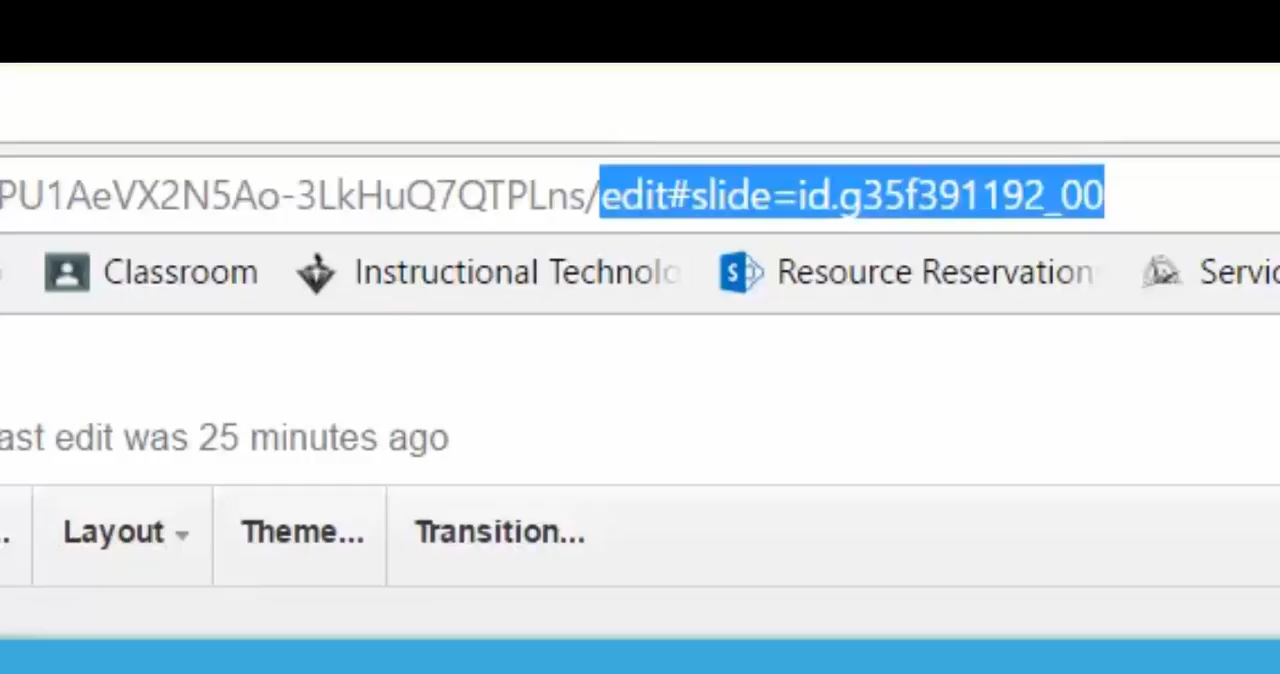 PU1AeVX2N5Ao-3LkHuQ7QTPLns/edit#slide=id.g35f391192_00
Classroom Instructional Technolo Resource Reservation Servic
ast edit was 25 minutes ago
.. Layout Theme... Transition...